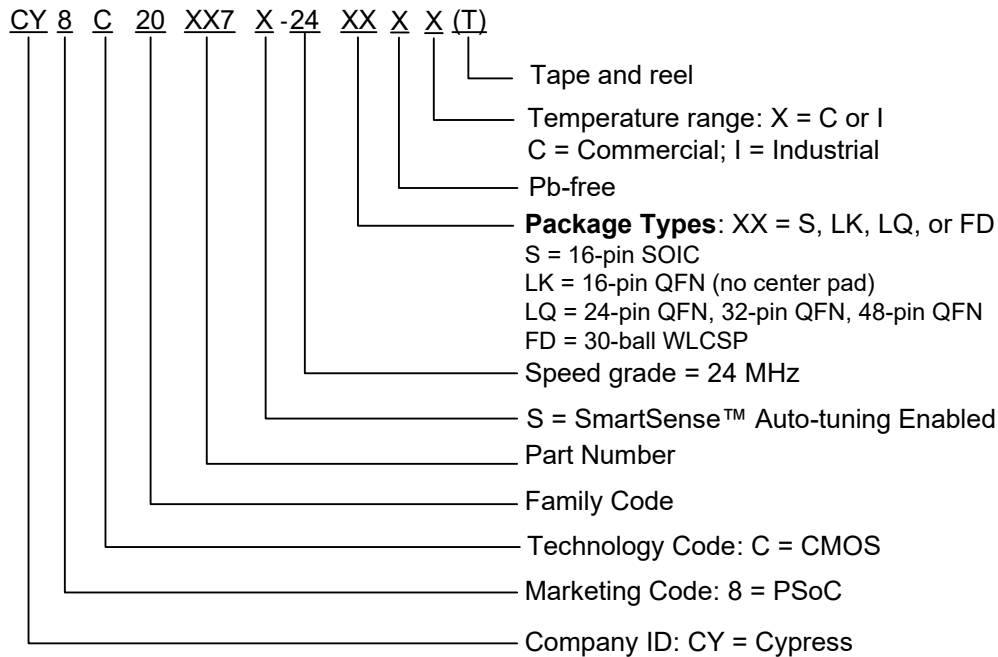 CY 8 C 20 XX7 X - 24 XX X X (T)
Tape and reel
Temperature range: X = C or I
C = Commercial; I = Industrial
Pb-free
Package Types: XX = S, LK, LQ, or FD
S = 16-pin SOIC
LK = 16-pin QFN (no center pad)
LQ = 24-pin QFN, 32-pin QFN, 48-pin QFN
FD = 30-ball WLCSP
Speed grade = 24 MHz
S = SmartSense™ Auto-tuning Enabled
Part Number
Family Code
Technology Code: C = CMOS
Marketing Code: 8 = PSoC
Company ID: CY = Cypress